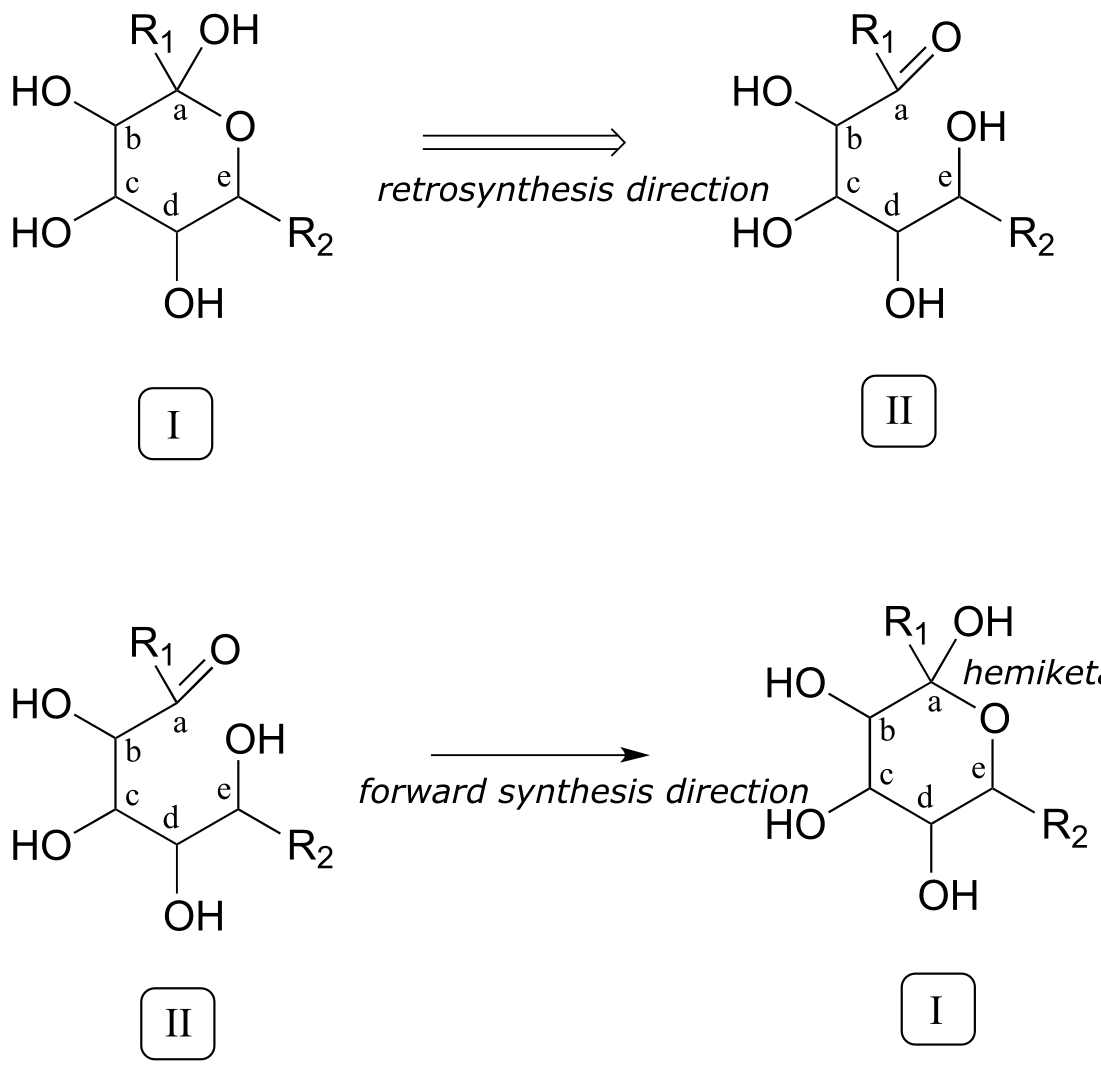 R1 OH R1 O
HO HO
a a
b O b OH
c e c e
d d
retrosynthesis direction
HO R2 HO R2
OH OH
I II
R1 O R1 OH
hemiketa
HO HO
a a
b OH b O
c e c e
d d
forward synthesis direction
HO R2 HO R2
OH OH
II I